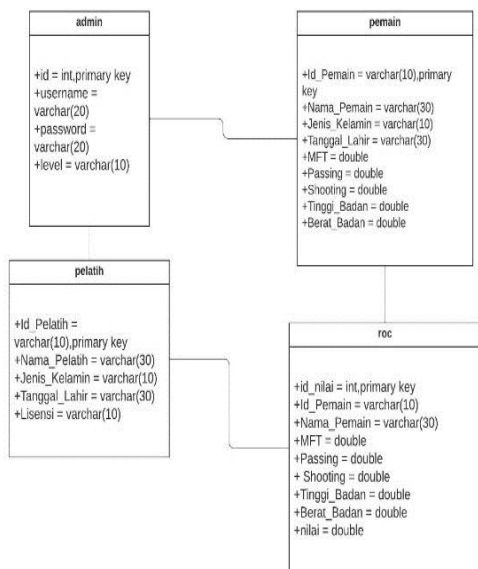 admin
+id = int,primary key
+username =
varchar(20)
+password =
varchar(20)
+level = varchar(10)
pemain
+Id_Pemain = varchar(10),primary
key
+Nama_Pemain = varchar(30)
+Jenis_Kelamin = varchar(10)
+Tanggal_Lahir = varchar(30)
+MFT = double
+Passing = double
+Shooting = double
+Tinggi_Badan = double
+Berat_Badan = double
pelatih
+Id_Pelatih =
varchar(10),primary key
+Nama_Pelatih = varchar(30)
+Jenis_Kelamin = varchar(10)
+Tanggal_Lahir = varchar(30)
+Lisensi = varchar(10)
roc
+id_nilai = int,primary key
+Id_Pemain = varchar(10)
+Nama_Pemain = varchar(30)
+MFT = double
+Passing = double
+ Shooting = double
+Tinggi_Badan = double
+Berat_Badan = double
+nilai = double